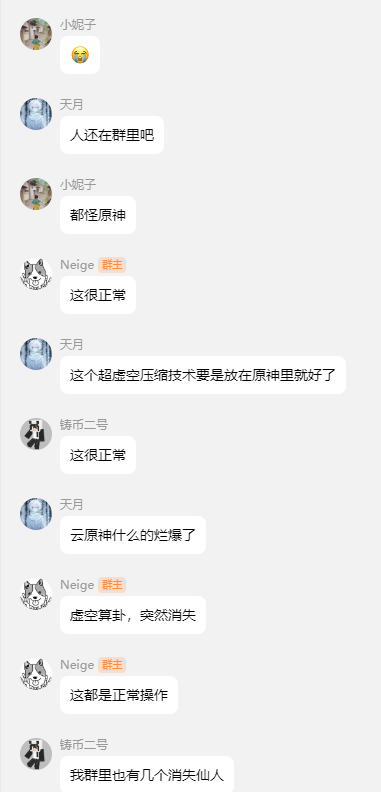 小妮子
天月
人还在群里吧
小妮子
都怪原神
Neige 群主
这很正常
天月
这个超虚空压缩技术要是放在原神里就好了
铸币二号
这很正常
天月
云原神什么的烂爆了
Neige 群主
虚空算卦，突然消失
Neige 群主
这都是正常操作
铸币二号
我群里也有几个消失仙人